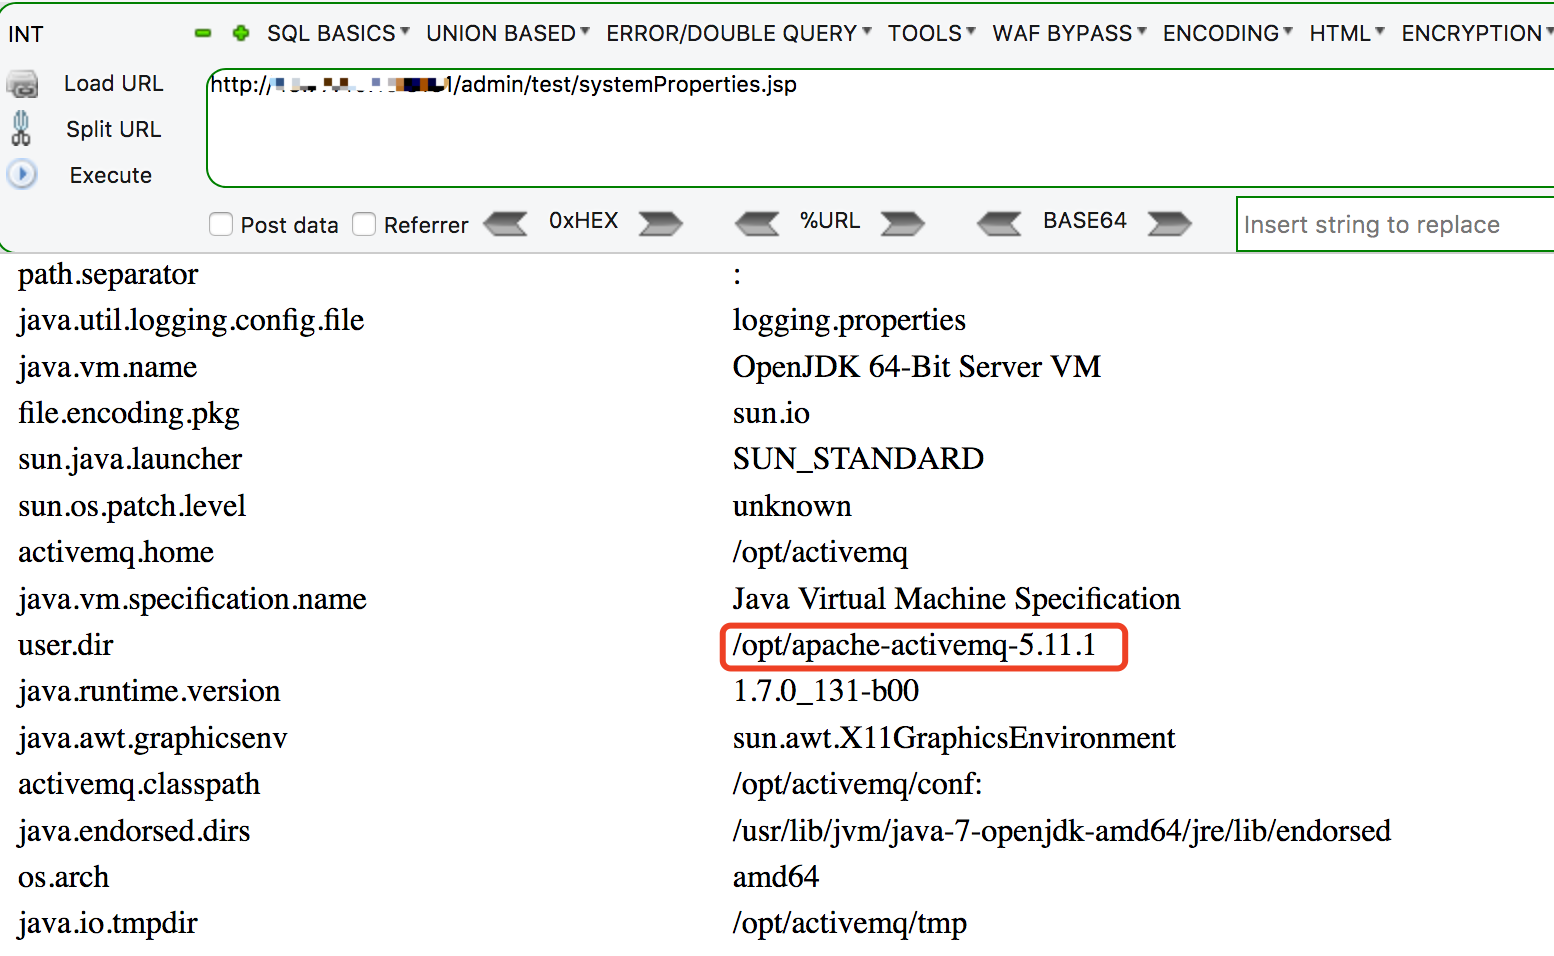 INT SQL BASICS UNION BASED ERROR/DOUBLE QUERY TOOLS WAF BYPASS ENCODING HTML ENCRYPTION
Load URL http:// 1/admin/test/systemProperties.jsp
Split URL
Execute
Post data Referrer 0xHEX %URL BASE64 Insert string to replace
path.separator :
java.util.logging.config.file logging.properties
java.vm.name OpenJDK 64-Bit Server VM
file.encoding.pkg sun.io
sun.java.launcher SUN_STANDARD
sun.os.patch.level unknown
activemq.home /opt/activemq
java.vm.specification.name Java Virtual Machine Specification
user.dir /opt/apache-activemq-5.11.1
java.runtime.version 1.7.0_131-b00
java.awt.graphicsenv sun.awt.X11GraphicsEnvironment
activemq.classpath /opt/activemq/conf:
java.endorsed.dirs /usr/lib/jvm/java-7-openjdk-amd64/jre/lib/endorsed
os.arch amd64
java.io.tmpdir /opt/activemq/tmp